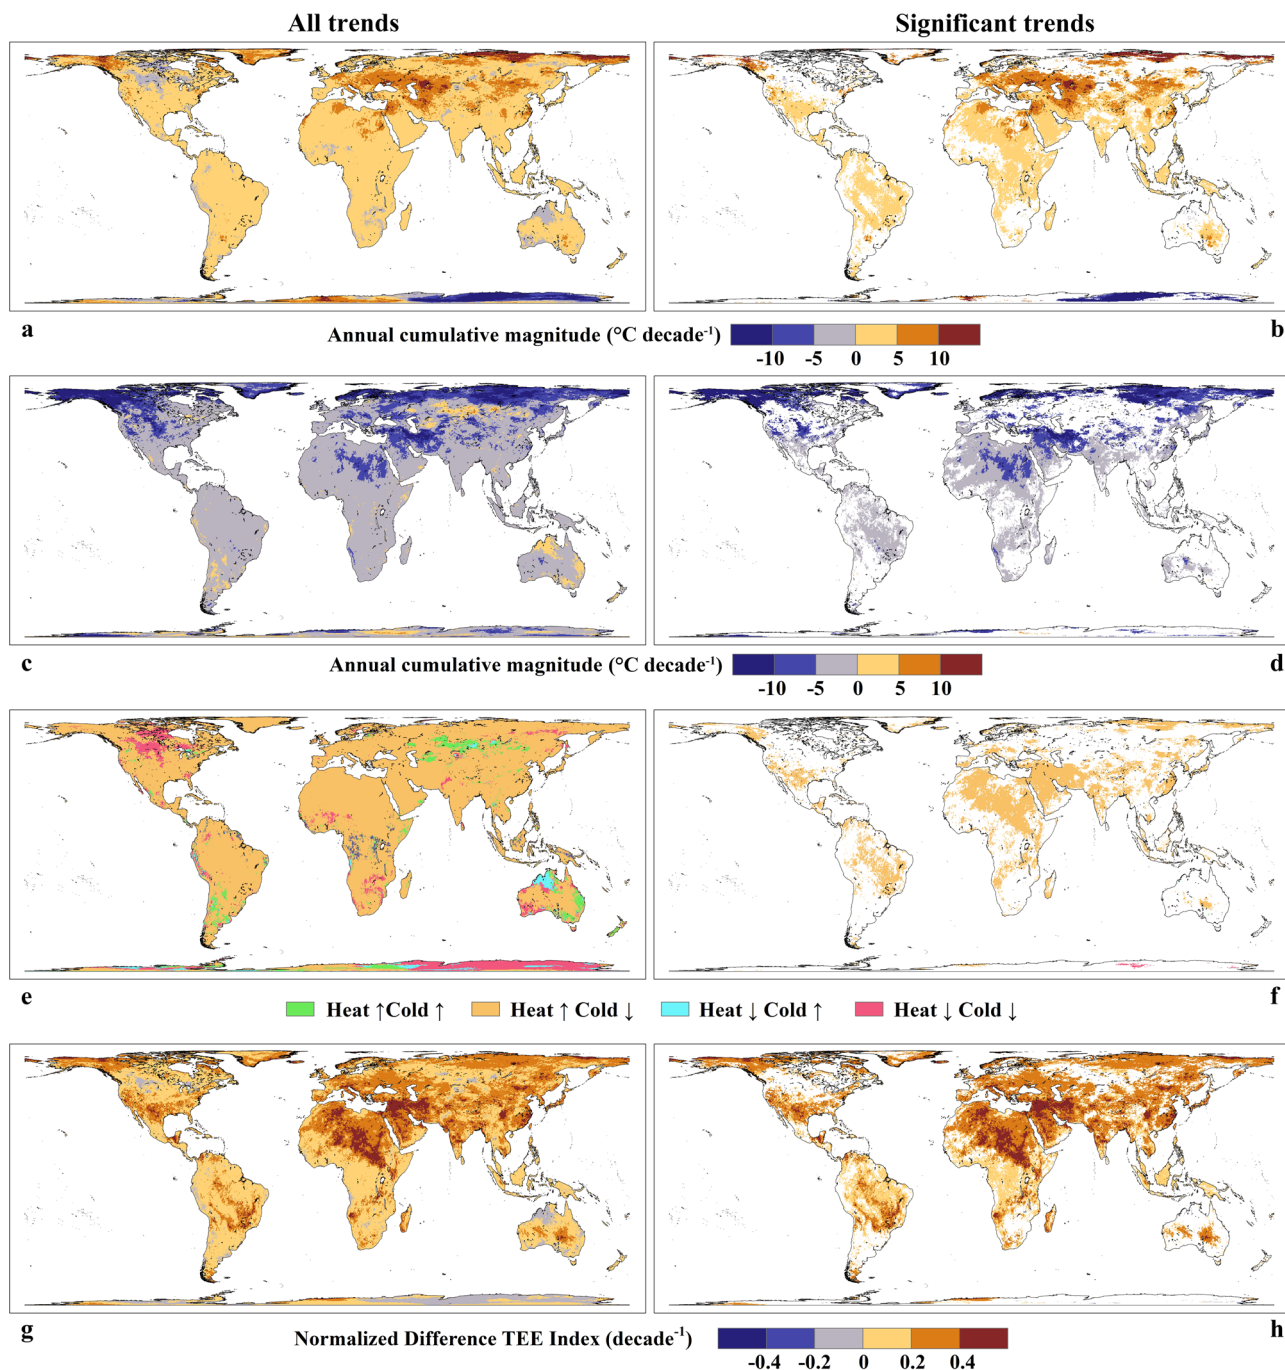 All trends
Significant trends
a
Annual cumulative magnitude (°C decade⁻¹)
-10 -5 0 5 10
b
c
Annual cumulative magnitude (°C decade⁻¹)
-10 -5 0 5 10
d
e
Heat ↑Cold ↑
Heat ↑ Cold ↓
Heat ↓ Cold ↑
Heat ↓ Cold ↓
f
g
Normalized Difference TEE Index (decade⁻¹)
-0.4 -0.2 0 0.2 0.4
h